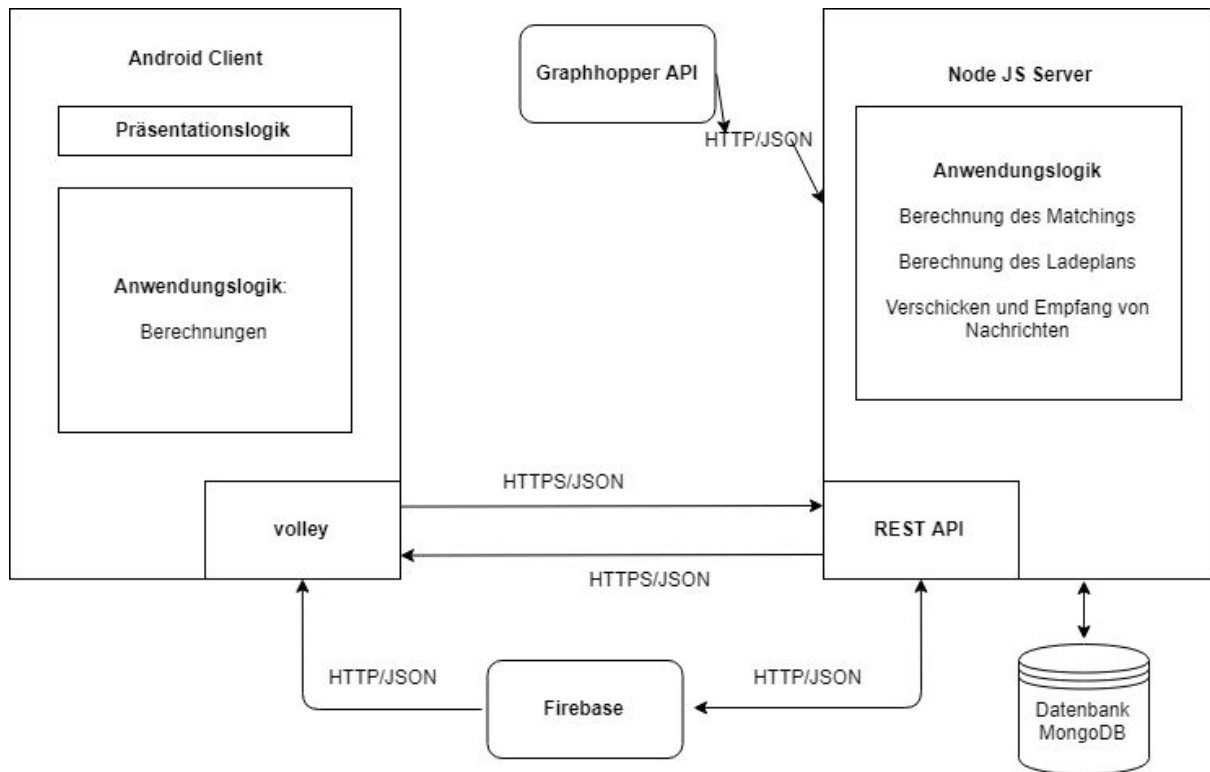 Android Client
Präsentationslogik
Anwendungslogik:
Berechnungen
volley
Graphhopper API
HTTP/JSON
Node JS Server
Anwendungslogik
Berechnung des Matchings
Berechnung des Ladeplans
Verschicken und Empfang von
Nachrichten
HTTPS/JSON
REST API
HTTPS/JSON
HTTP/JSON
Firebase
HTTP/JSON
Datenbank
MongoDB